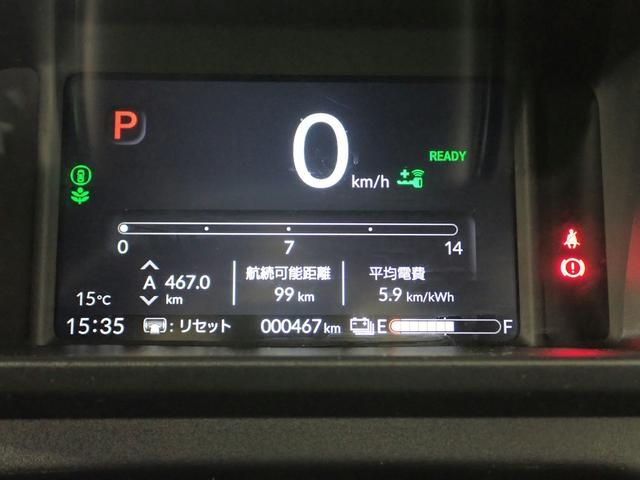 P
0 km/h
READY
0 7 14
A 467.0 km
航続可能距離
99 km
平均電費
5.9 km/kWh
15℃
15:35
: リセット
000467 km
E F